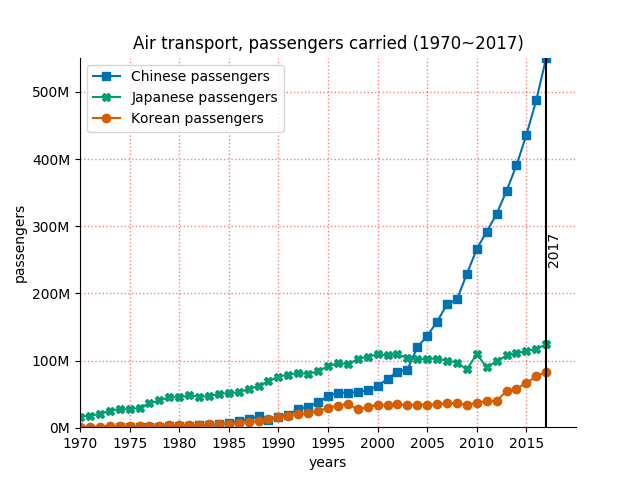 Air transport, passengers carried (1970~2017)
Chinese passengers
Japanese passengers
Korean passengers
500M
400M
300M
200M
100M
0M
passengers
2017
1970 1975 1980 1985 1990 1995 2000 2005 2010 2015
years